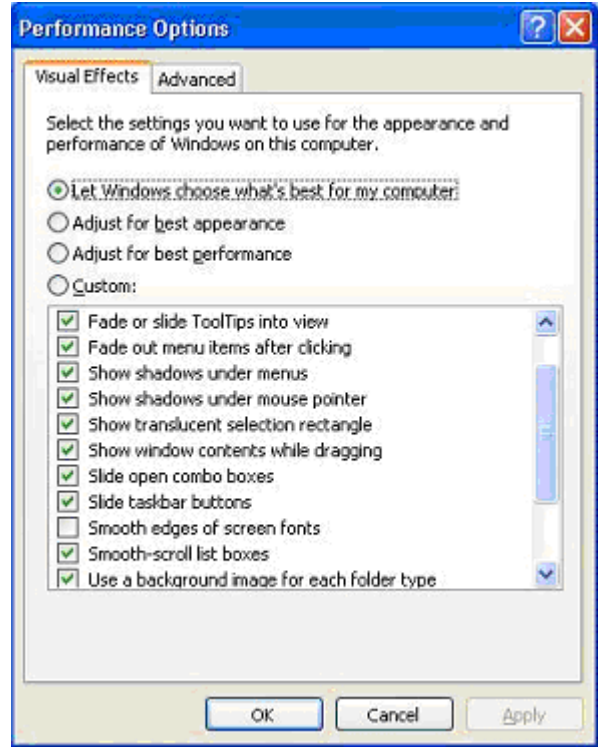 Performance Options
Visual Effects
Advanced
Select the settings you want to use for the appearance and
performance of Windows on this computer.
Let Windows choose what's best for my computer
Adjust for best appearance
Adjust for best performance
Custom:
Fade or slide ToolTips into view
Fade out menu items after clicking
Show shadows under menus
Show shadows under mouse pointer
Show translucent selection rectangle
Show window contents while dragging
Slide open combo boxes
Slide taskbar buttons
Smooth edges of screen fonts
Smooth-scroll list boxes
Use a background image for each folder type
OK
Cancel
Apply